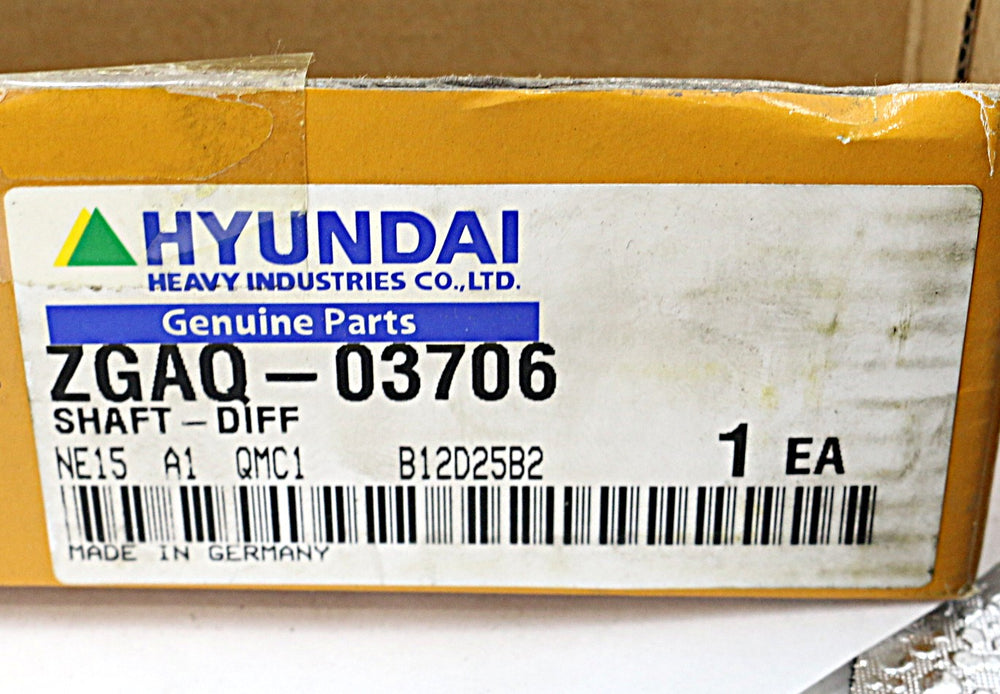 HYUNDAI
HEAVY INDUSTRIES CO.,LTD.
Genuine Parts
ZGAQ-03706
SHAFT-DIFF
NE15 A1 QMC1 B12D25B2 1 EA
MADE IN GERMANY